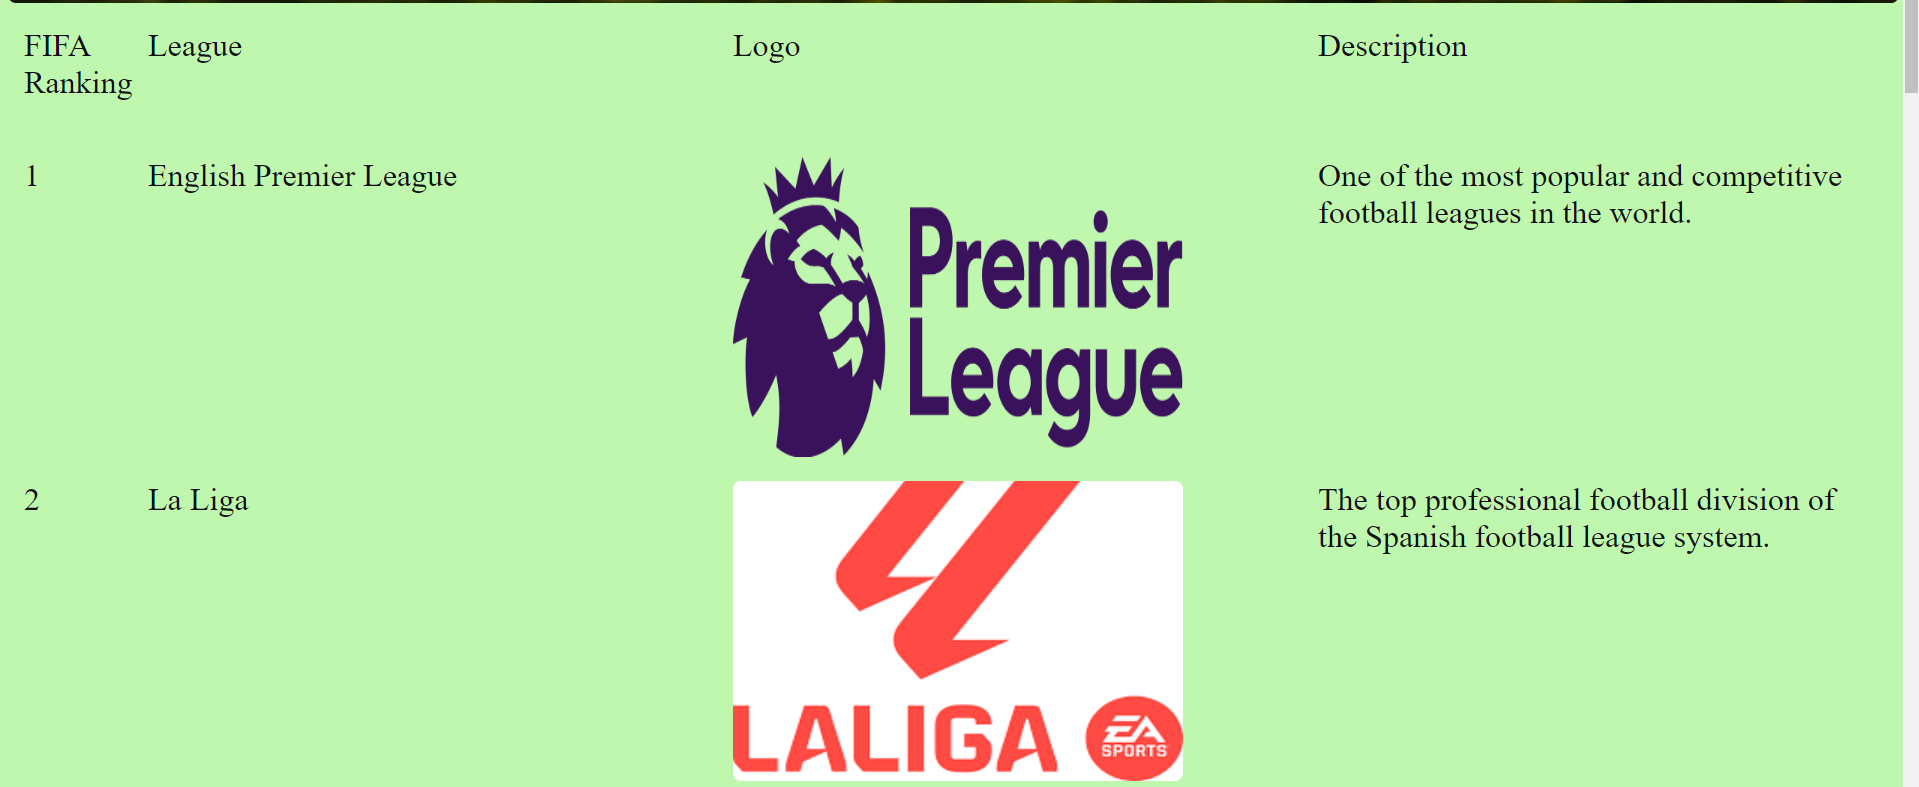 FIFA
Ranking
League
Logo
Description
1
English Premier League
Premier
League
One of the most popular and competitive
football leagues in the world.
2
La Liga
LALIGA
EA
SPORTS
The top professional football division of
the Spanish football league system.